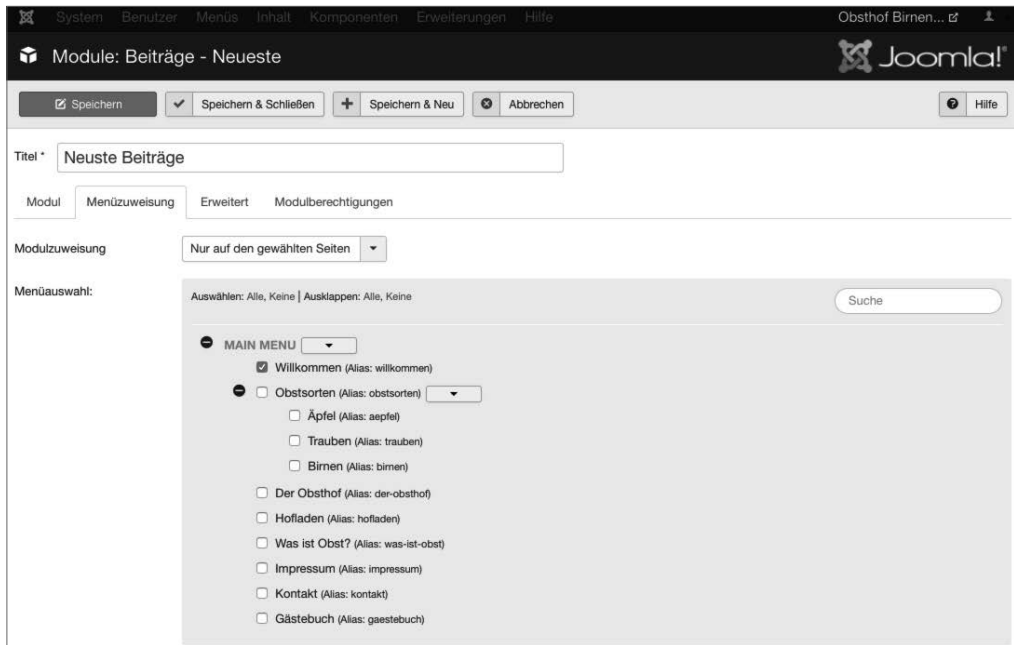 System Benutzer Menüs Inhalt Komponenten Erweiterungen Hilfe Obsthof Birnen...
Module: Beiträge - Neueste Joomla!®
Speichern Speichern & Schließen Speichern & Neu Abbrechen Hilfe
Titel * Neuste Beiträge
Modul Menüzuweisung Erweitert Modulberechtigungen
Modulzuweisung Nur auf den gewählten Seiten
Menüauswahl: Auswählen: Alle, Keine | Ausklappen: Alle, Keine Suche
MAIN MENU
Willkommen (Alias: willkommen)
Obstsorten (Alias: obstsorten)
Äpfel (Alias: aepfel)
Trauben (Alias: trauben)
Birnen (Alias: birnen)
Der Obsthof (Alias: der-obsthof)
Hofladen (Alias: hofladen)
Was ist Obst? (Alias: was-ist-obst)
Impressum (Alias: impressum)
Kontakt (Alias: kontakt)
Gästebuch (Alias: gaestebuch)